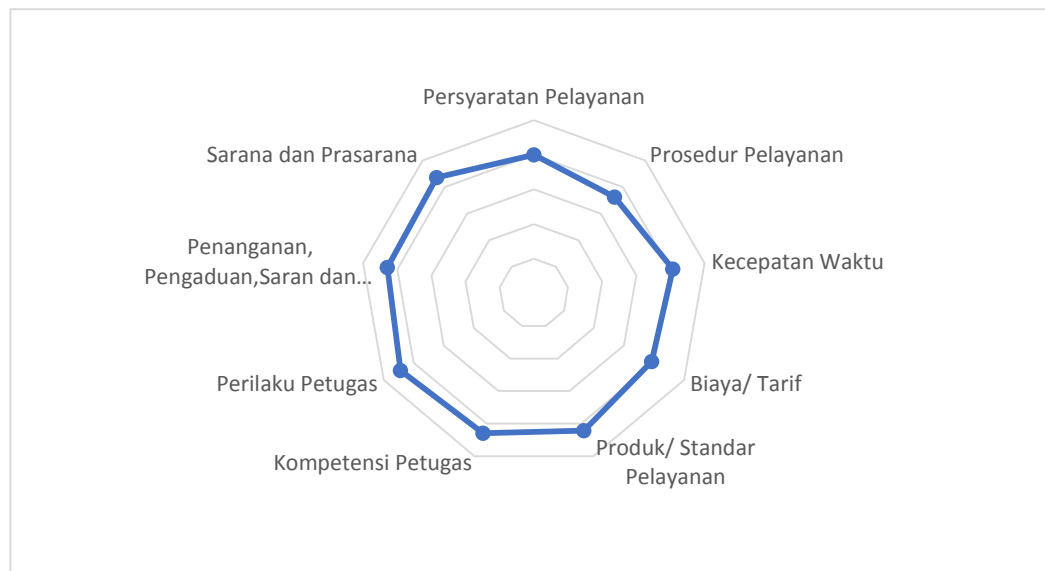 Persyaratan Pelayanan
Prosedur Pelayanan
Kecepatan Waktu
Biaya/ Tarif
Produk/ Standar
Pelayanan
Kompetensi Petugas
Perilaku Petugas
Penanganan,
Pengaduan,Saran dan…
Sarana dan Prasarana